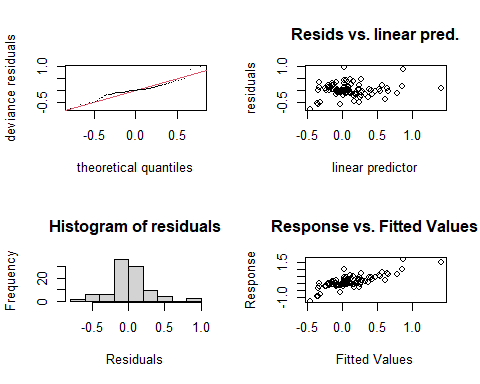 deviance residuals
-0.5 1.0
-0.5 0.0 0.5
theoretical quantiles
Resids vs. linear pred.
residuals
-0.5 1.0
-0.5 0.0 0.5 1.0
linear predictor
Histogram of residuals
Frequency
0 20
-0.5 0.0 0.5 1.0
Residuals
Response vs. Fitted Values
Response
-1.0 1.5
-0.5 0.0 0.5 1.0
Fitted Values